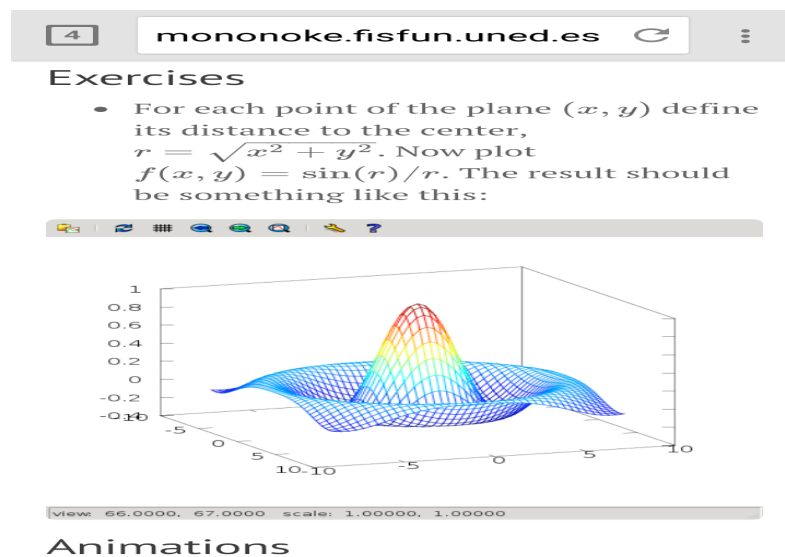 4 mononoke.fisfun.uned.es
Exercises
• For each point of the plane (x, y) define
its distance to the center,
r = √x² + y². Now plot
f(x, y) = sin(r)/r. The result should
be something like this:
1
0.8
0.6
0.4
0.2
0
-0.2
-0.4
-10
-5
0
5
10
-10
-5
0
5
10
view: 66.0000, 67.0000 scale: 1.00000, 1.00000
Animations